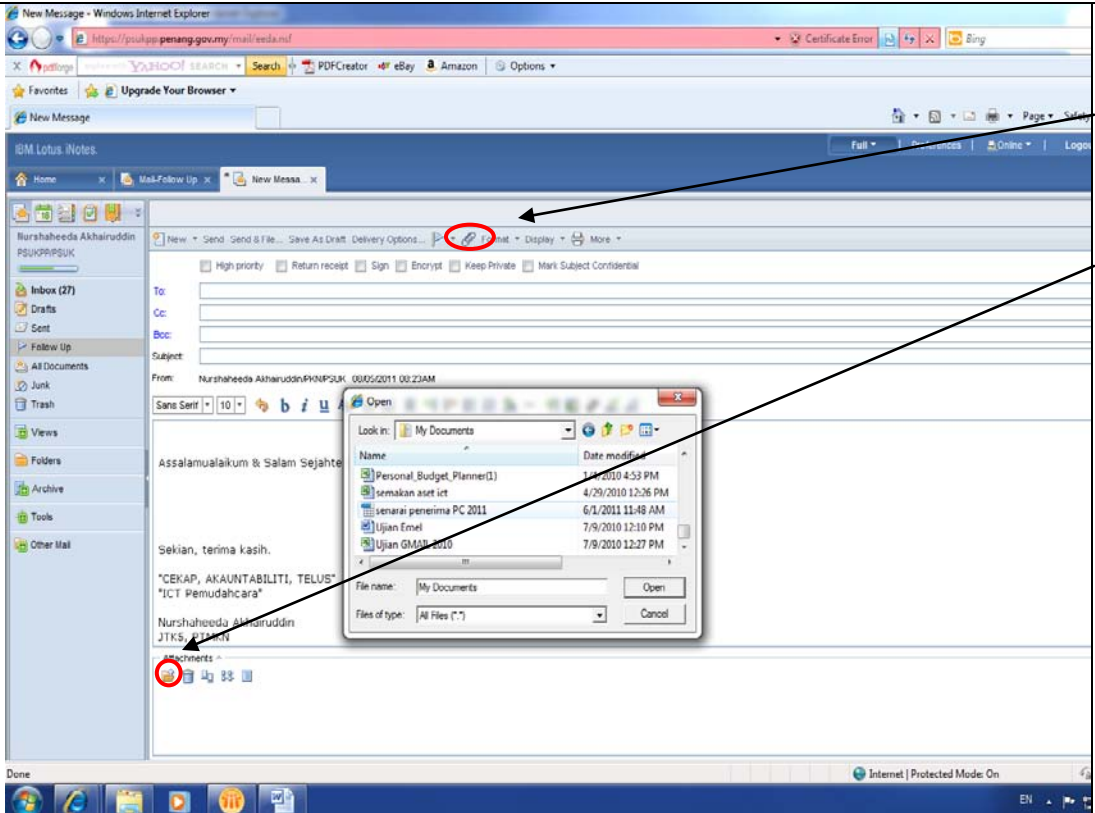 New Message - Windows Internet Explorer
https://psukpp.penang.gov.my/mail/eeda.nsf
Certificate Error
Bing
X pdfforge YAHOO! SEARCH Search PDFCreator eBay Amazon Options
Favorites Upgrade Your Browser
New Message
Page Safety
IBM Lotus iNotes.
Full | Preferences | Online | Logou
Home x Mail-Follow Up x * New Messa... x
Nurshaheeda Akhairuddin
PSUKPP/PSUK
New Send Send & File... Save As Draft Delivery Options... Format Display More
High priority Return receipt Sign Encrypt Keep Private Mark Subject Confidential
Inbox (27)
Drafts
Sent
Follow Up
All Documents
Junk
Trash
Views
Folders
Archive
Tools
Other Mail
To:
Cc:
Bcc:
Subject:
From: Nurshaheeda Akhairuddin/PKN/PSUK 08/05/2011 08:23AM
Sans Serif 10 b i U A
Assalamualaikum & Salam Sejahte
Sekian, terima kasih.
"CEKAP, AKAUNTABILITI, TELUS"
"ICT Pemudahcara"
Nurshaheeda Akhairuddin
JTKS, PTMKN
Attachments
Open
Look in: My Documents
Name Date modified
Personal_Budget_Planner(1) 1/4/2010 4:53 PM
semakan aset ict 4/29/2010 12:26 PM
senarai penerima PC 2011 6/1/2011 11:48 AM
Ujian Emel 7/9/2010 12:10 PM
Ujian GMAIL 2010 7/9/2010 12:27 PM
File name: My Documents Open
Files of type: All Files (*.*) Cancel
Done
Internet | Protected Mode: On
EN